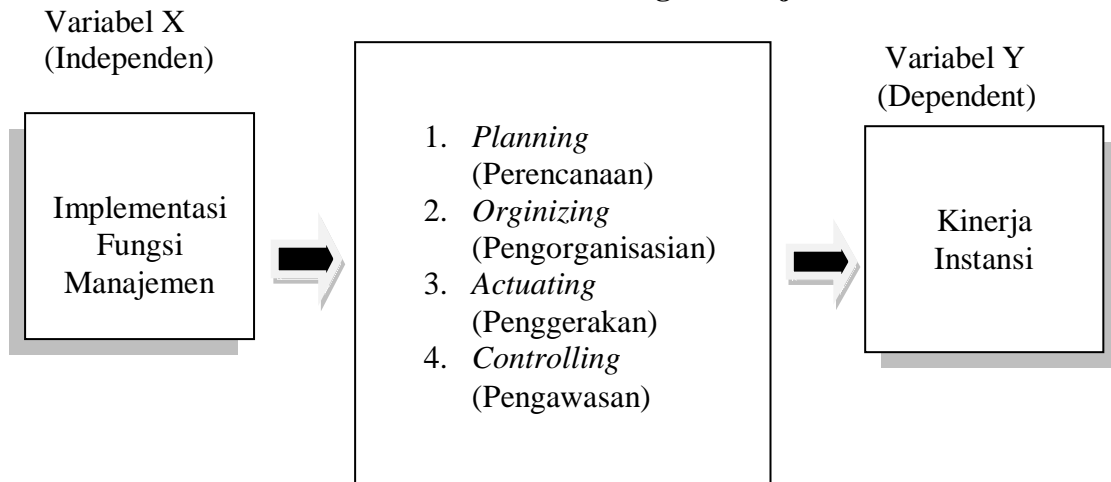 Variabel X
(Independen)
Implementasi
Fungsi
Manajemen
1. Planning
(Perencanaan)
2. Orginizing
(Pengorganisasian)
3. Actuating
(Penggerakan)
4. Controlling
(Pengawasan)
Variabel Y
(Dependent)
Kinerja
Instansi